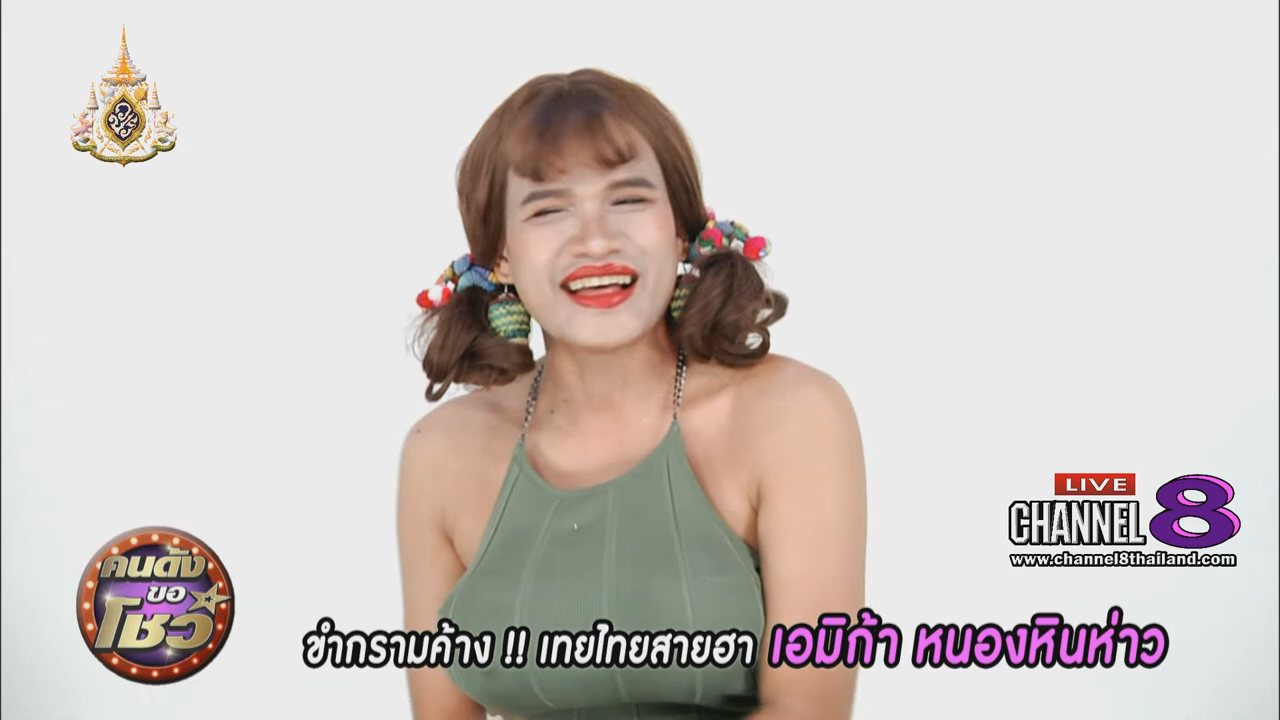 LIVE
CHANNEL 8
www.channel8thailand.com
คนดัง
ขอ
โชว์
ขำกรามค้าง !! เทยไทยสายฮา เอมิก้า หนองหินห่าว